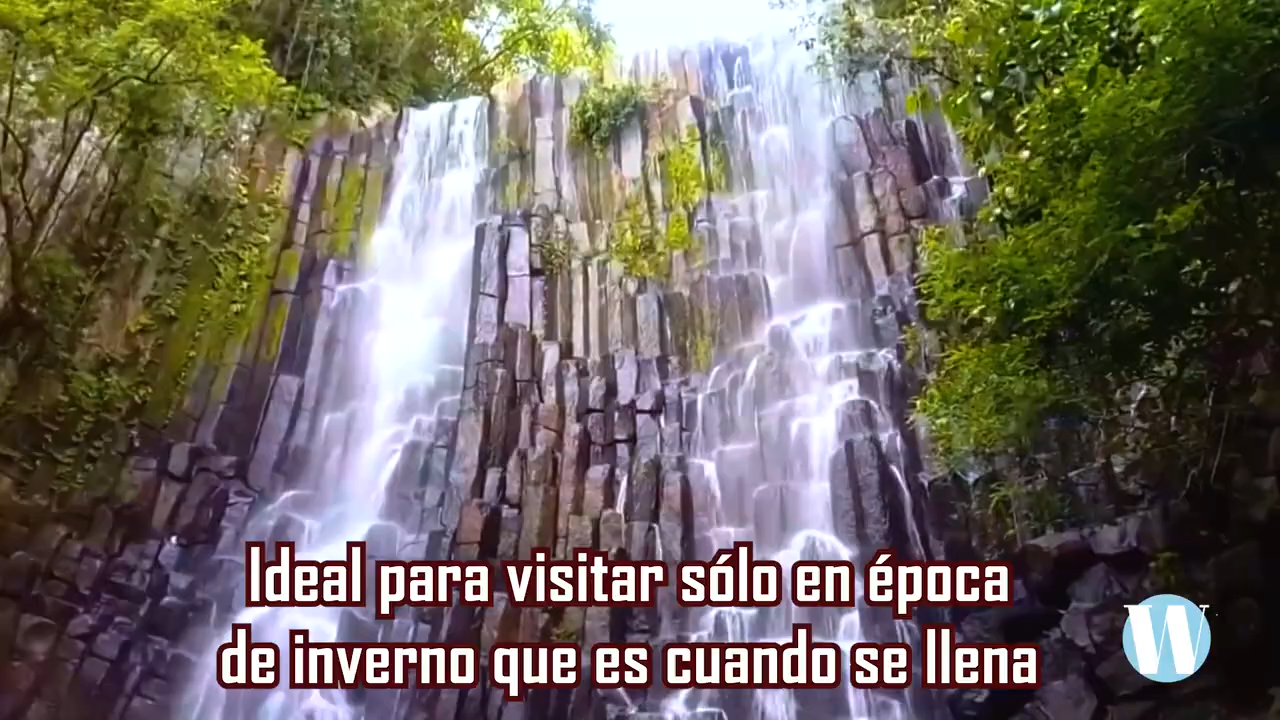 Ideal para visitar sólo en época
de inverno que es cuando se llena
W